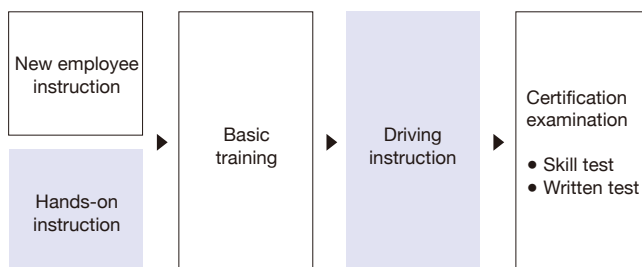 New employee
instruction
Hands-on
instruction
Basic
training
Driving
instruction
Certification
examination
● Skill test
● Written test